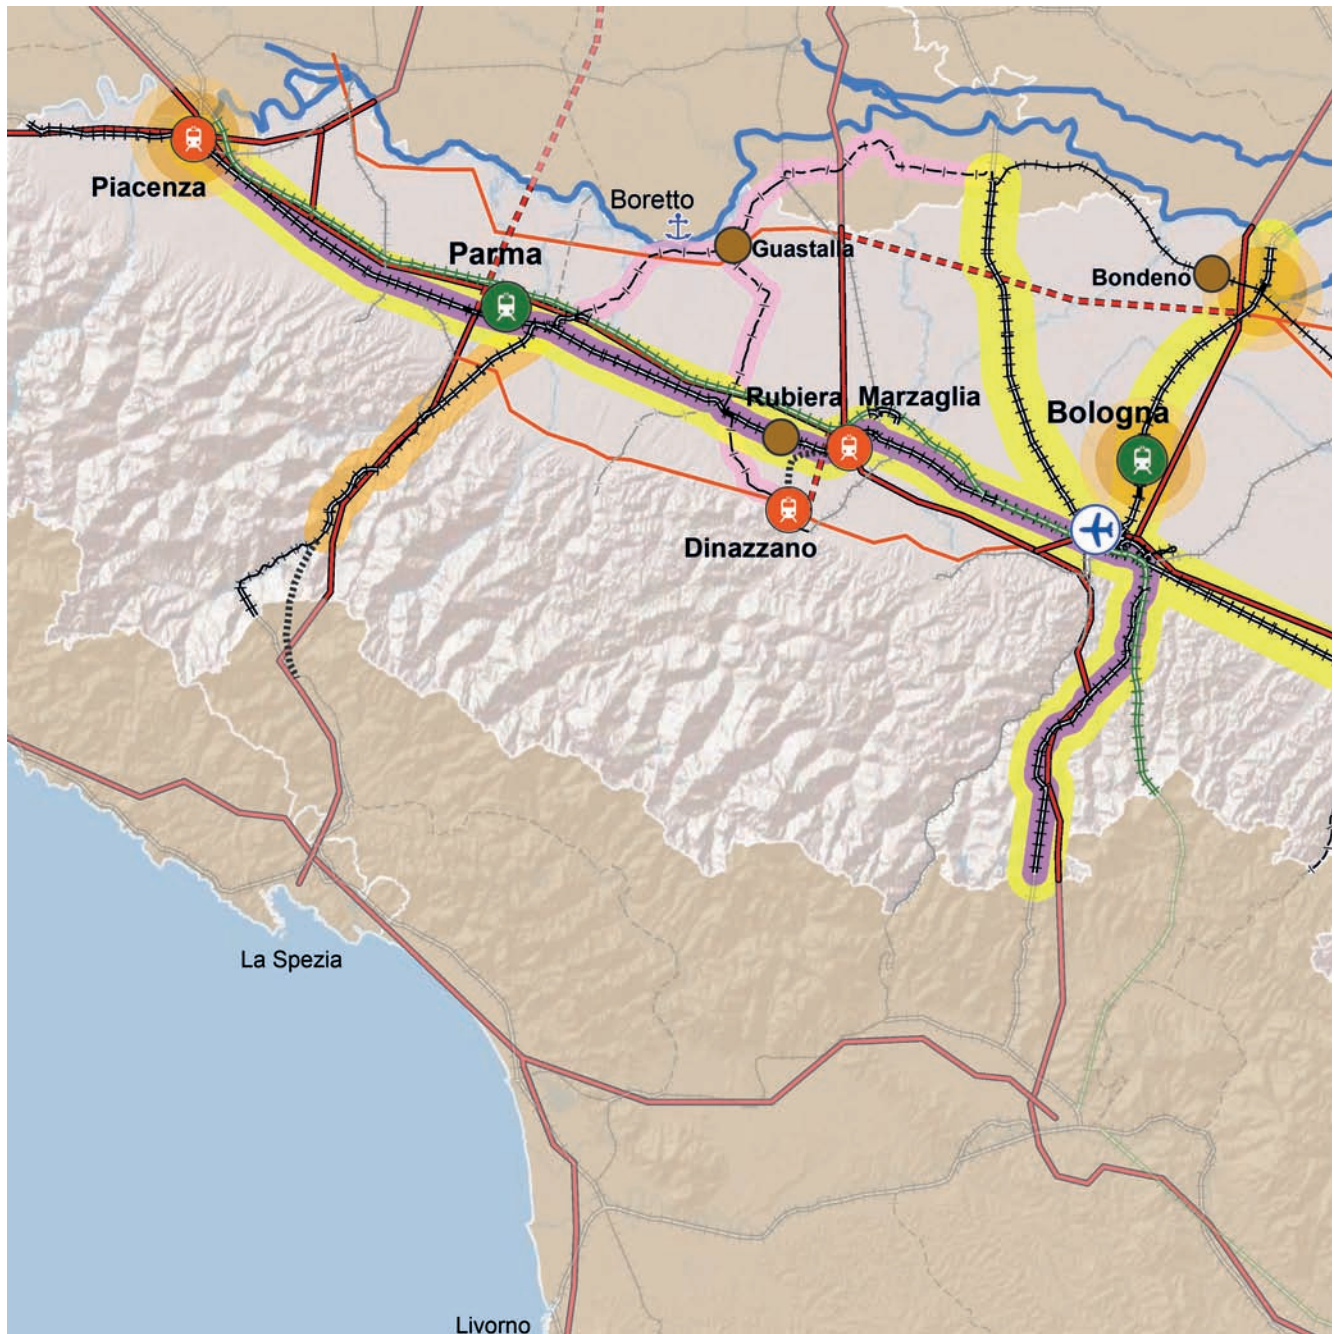 Piacenza
Boretto
Parma
Guastalla
Bondeno
Rubiera
Marzaglia
Bologna
Dinazzano
La Spezia
Livorno